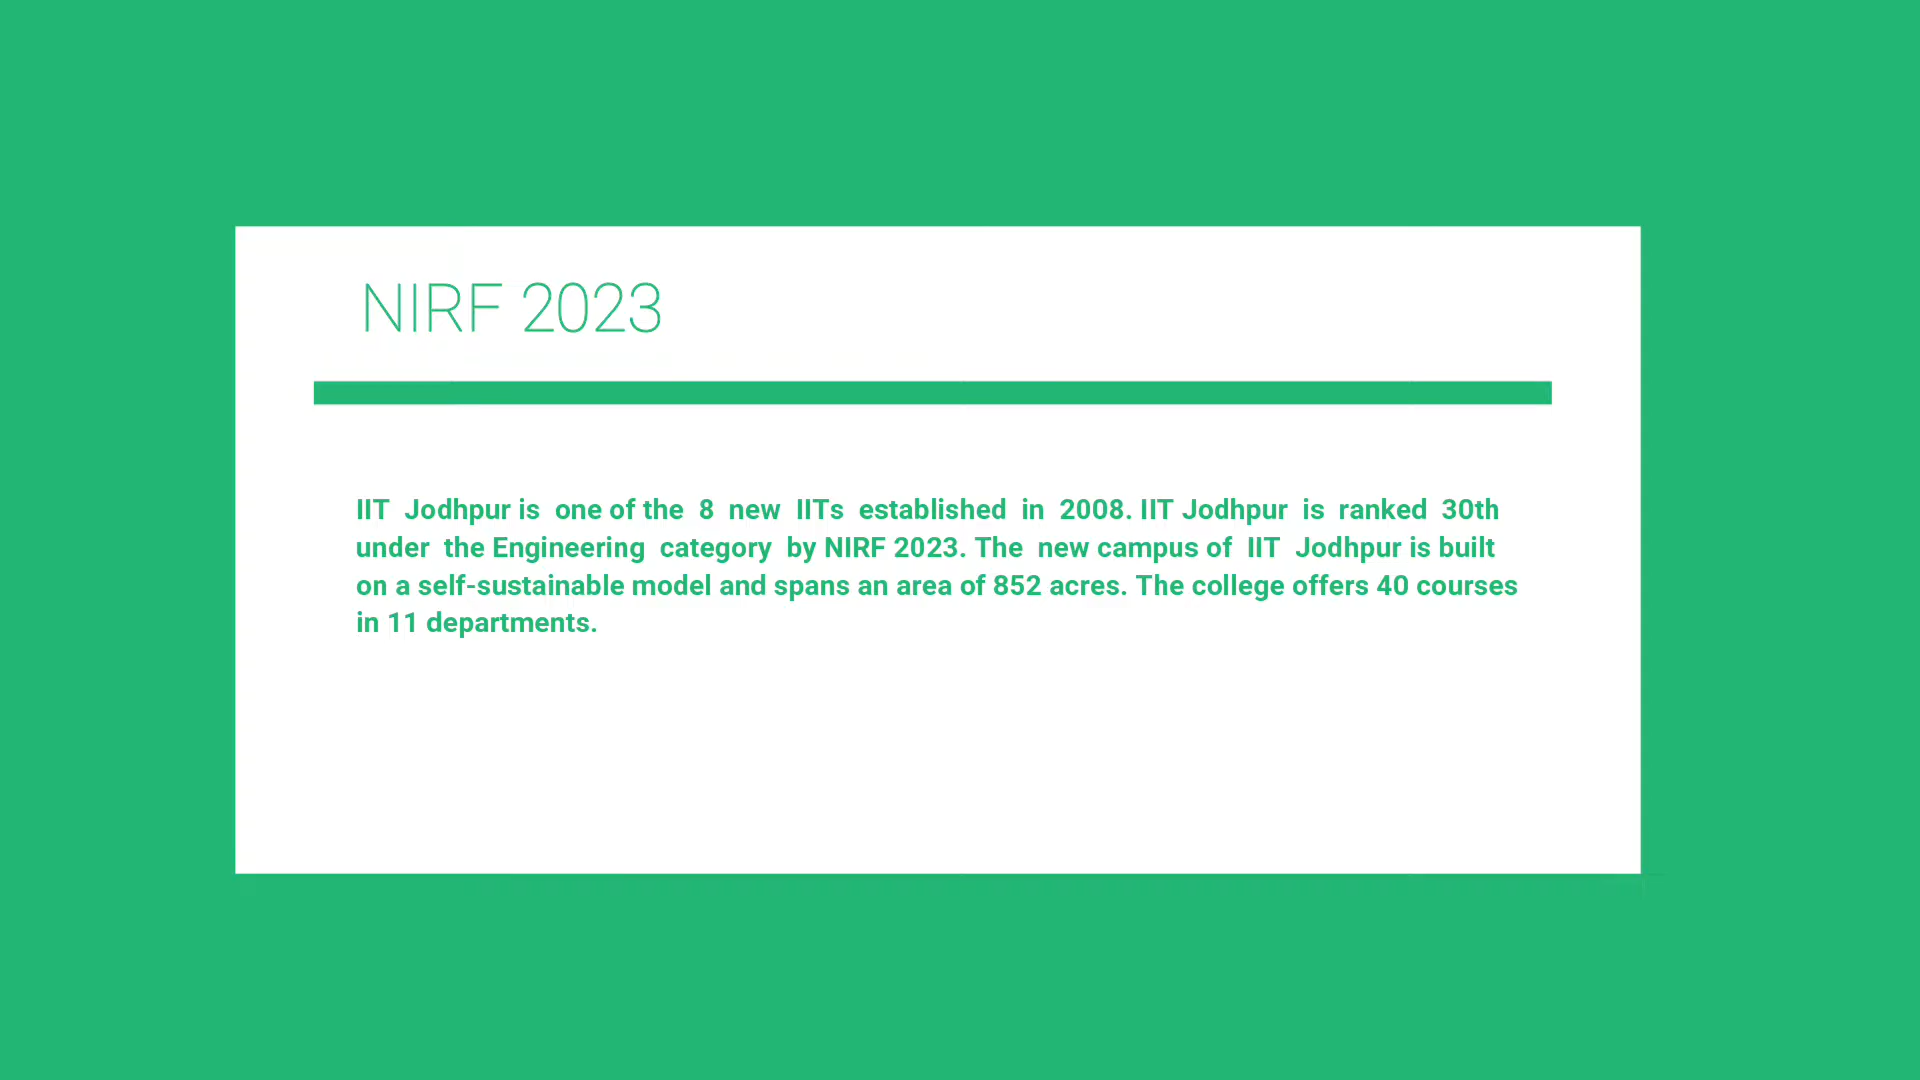 NIRF 2023
IIT Jodhpur is one of the 8 new IITs established in 2008. IIT Jodhpur is ranked 30th
under the Engineering category by NIRF 2023. The new campus of IIT Jodhpur is built
on a self-sustainable model and spans an area of 852 acres. The college offers 40 courses
in 11 departments.